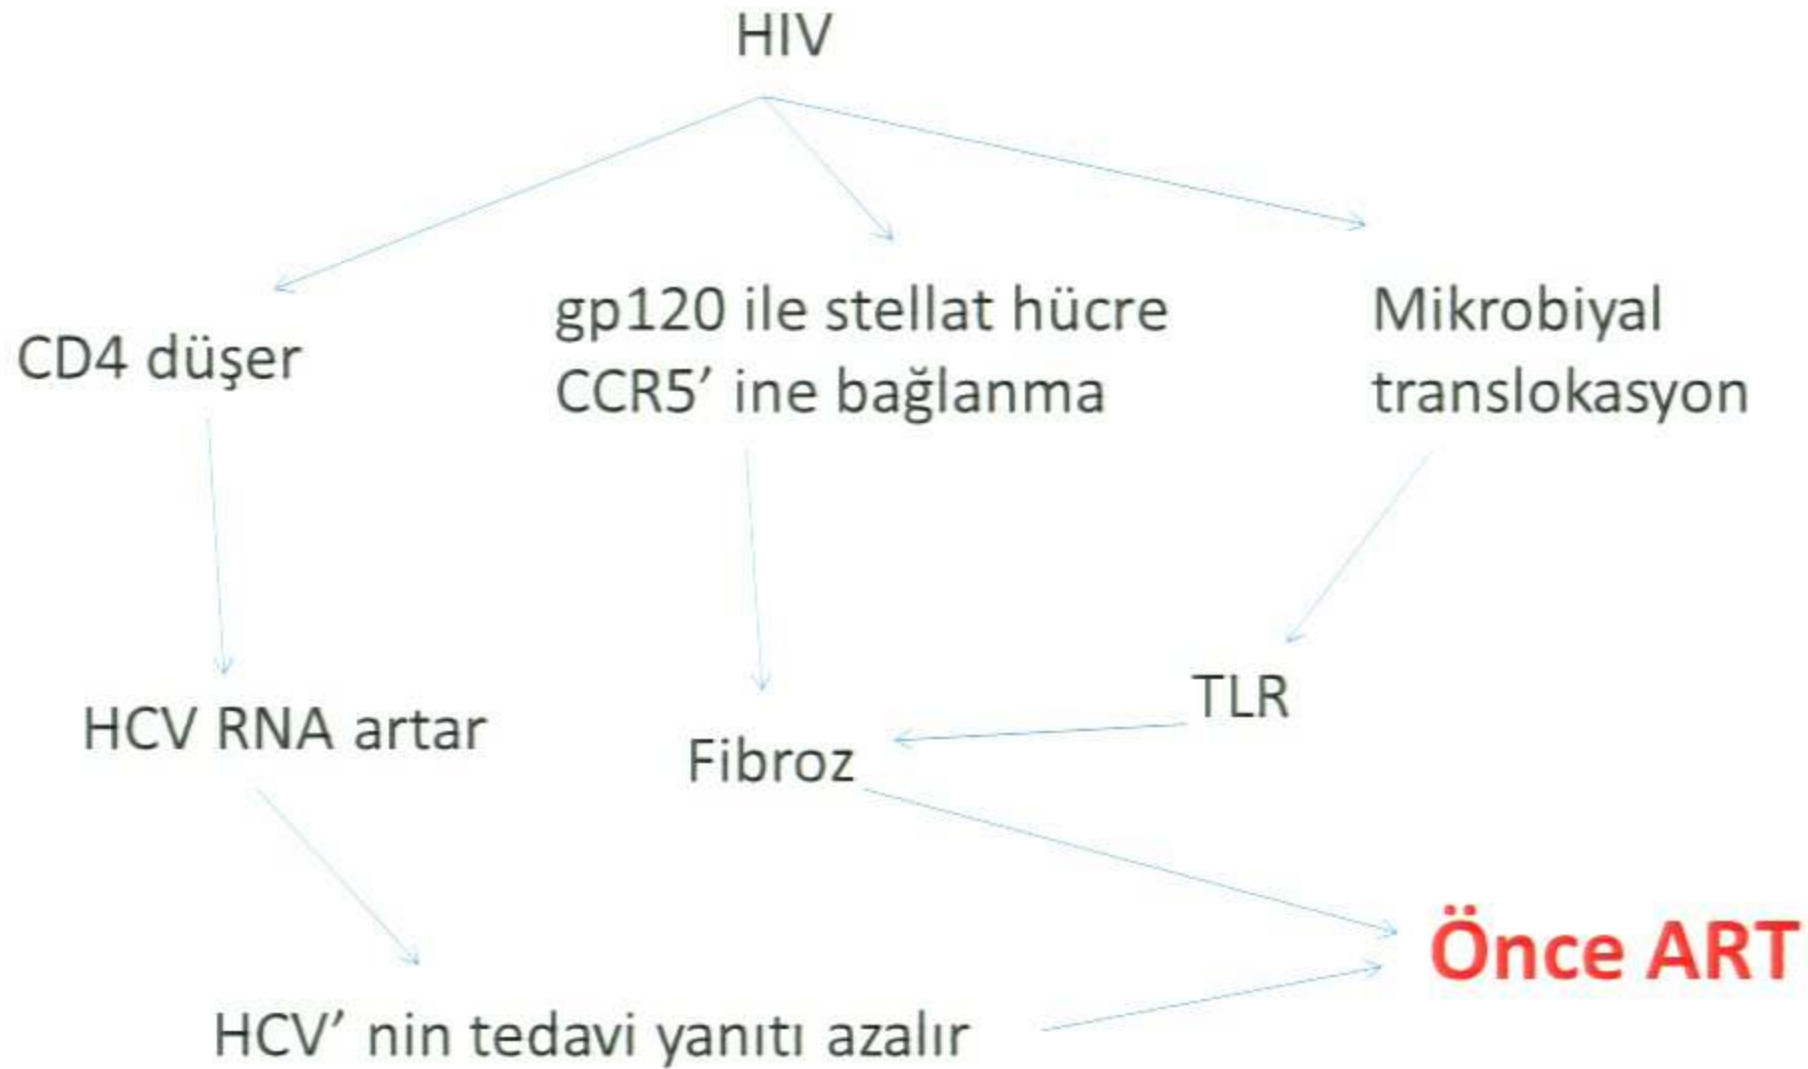 HIV
CD4 düşer
gp120 ile stellat hücre
CCR5’ ine bağlanma
Mikrobiyal
translokasyon
HCV RNA artar
Fibroz
TLR
Önce ART
HCV’ nin tedavi yanıtı azalır